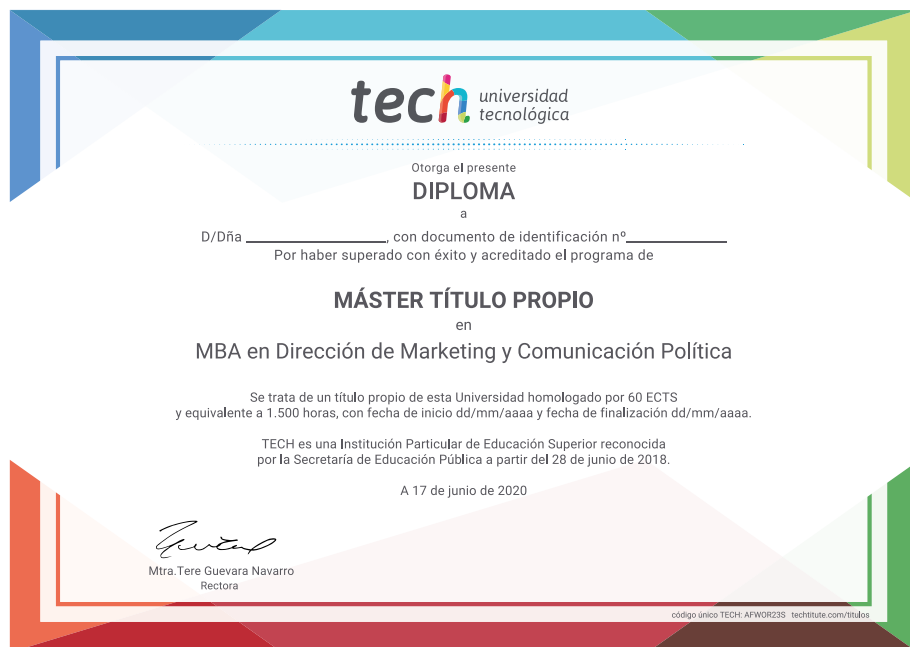 tech universidad
tecnológica
Otorga el presente
DIPLOMA
a
D/Dña ________________, con documento de identificación nº____________
Por haber superado con éxito y acreditado el programa de
MÁSTER TÍTULO PROPIO
en
MBA en Dirección de Marketing y Comunicación Política
Se trata de un título propio de esta Universidad homologado por 60 ECTS
y equivalente a 1.500 horas, con fecha de inicio dd/mm/aaaa y fecha de finalización dd/mm/aaaa.
TECH es una Institución Particular de Educación Superior reconocida
por la Secretaría de Educación Pública a partir del 28 de junio de 2018.
A 17 de junio de 2020
Mtra.Tere Guevara Navarro
Rectora
código único TECH: AFWOR23S techtitute.com/titulos